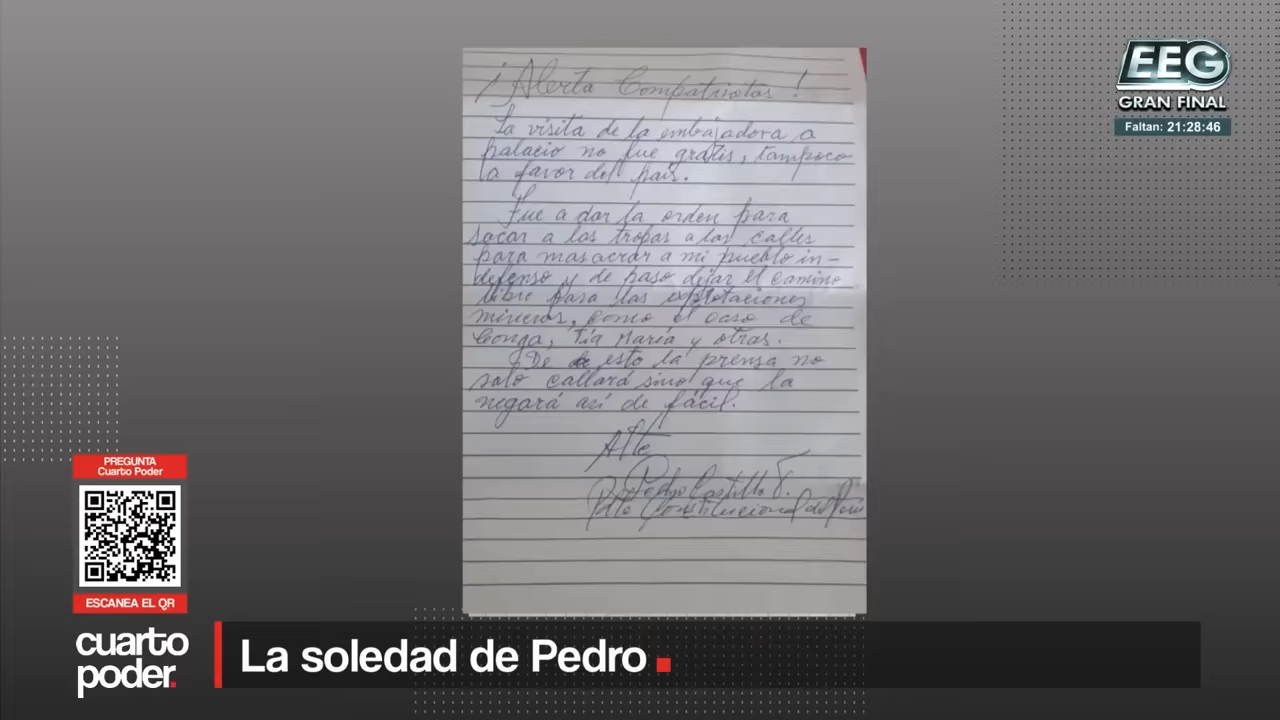 EEG
GRAN FINAL
Faltan: 21:28:46
¡Alerta Compatriotas!
La visita de la embajadora a
palacio no fue gratis, tampoco
a favor del país.
Fue a dar la orden para
sacar a las tropas a las calles
para masacrar a mi pueblo in-
defenso y de paso dejar el camino
libre para las explotaciones
mineras, como el caso de
Conga, Tía María y otras.
De esto la prensa no
solo callará sino que la
negará así de fácil.
Atte
Pedro Castillo T.
Pdte Constitucional del Perú
PREGUNTA
Cuarto Poder
ESCANEA EL QR
cuarto
poder.
La soledad de Pedro